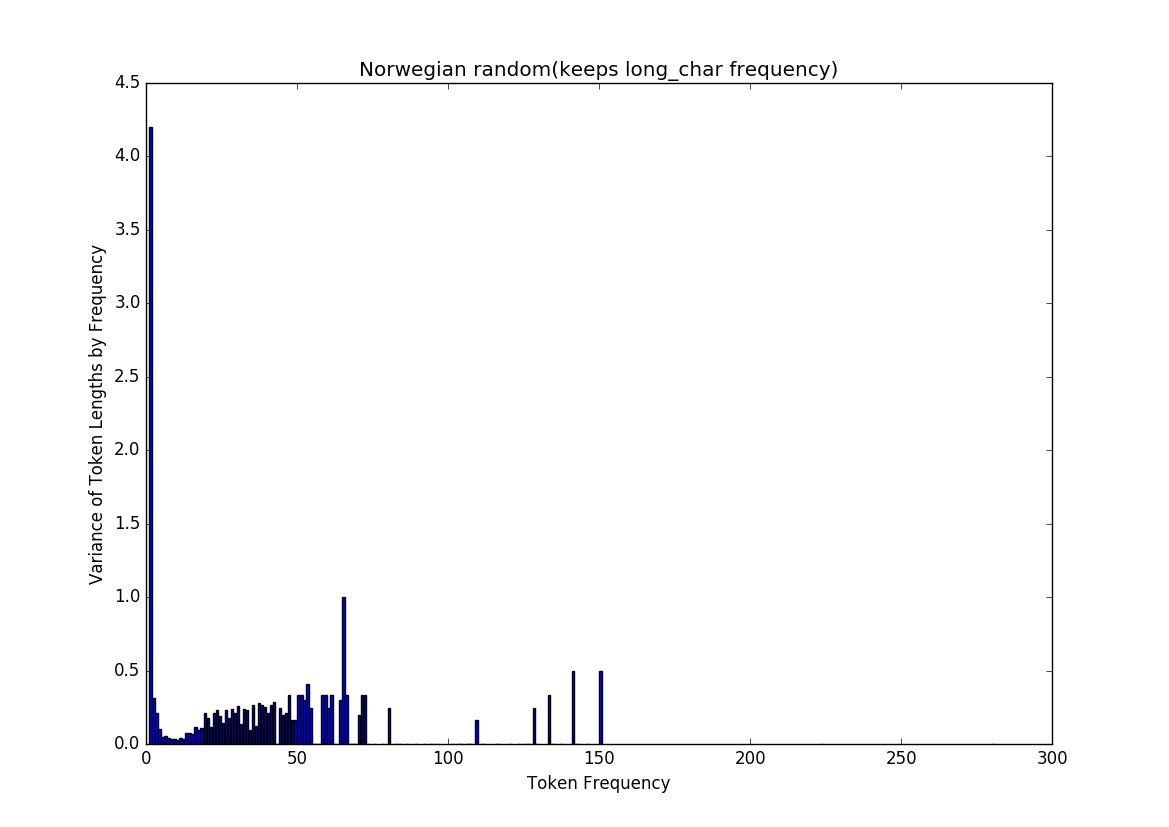 Norwegian random(keeps long_char frequency)
4.5
4.0
3.5
3.0
2.5
2.0
1.5
1.0
0.5
0.0
Variance of Token Lengths by Frequency
0 50 100 150 200 250 300
Token Frequency